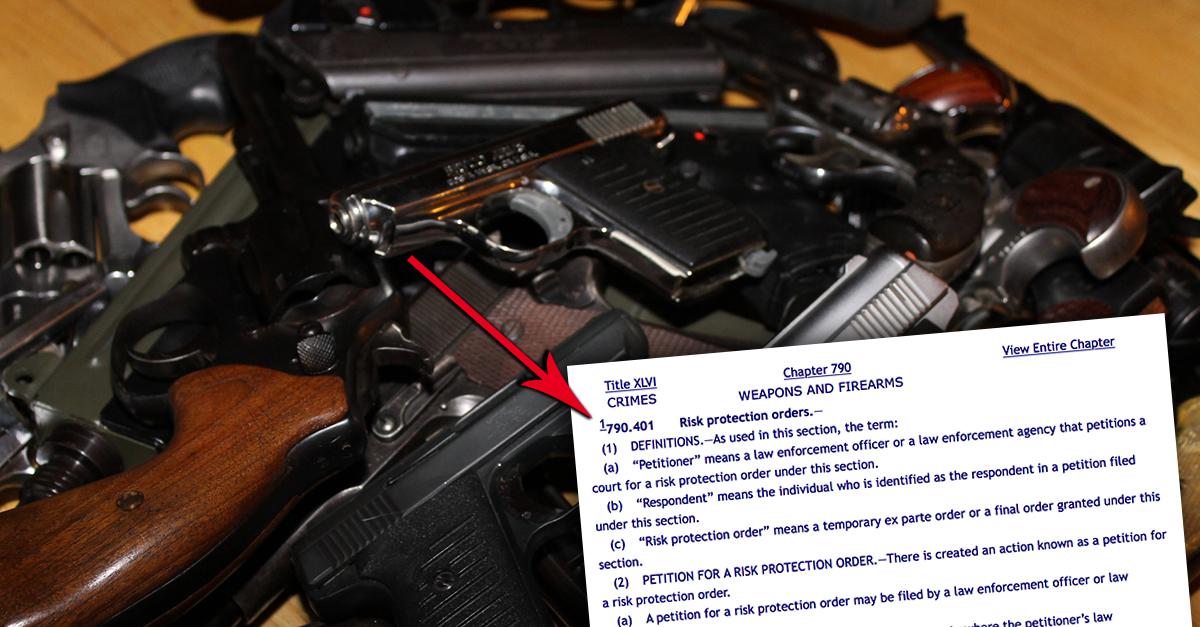 Title XLVI Chapter 790 View Entire Chapter
CRIMES WEAPONS AND FIREARMS
1790.401 Risk protection orders.—
(1) DEFINITIONS.—As used in this section, the term:
(a) “Petitioner” means a law enforcement officer or a law enforcement agency that petitions a
court for a risk protection order under this section.
(b) “Respondent” means the individual who is identified as the respondent in a petition filed
under this section.
(c) “Risk protection order” means a temporary ex parte order or a final order granted under this
section.
(2) PETITION FOR A RISK PROTECTION ORDER.—There is created an action known as a petition for
a risk protection order.
(a) A petition for a risk protection order may be filed by a law enforcement officer or law
where the petitioner’s law